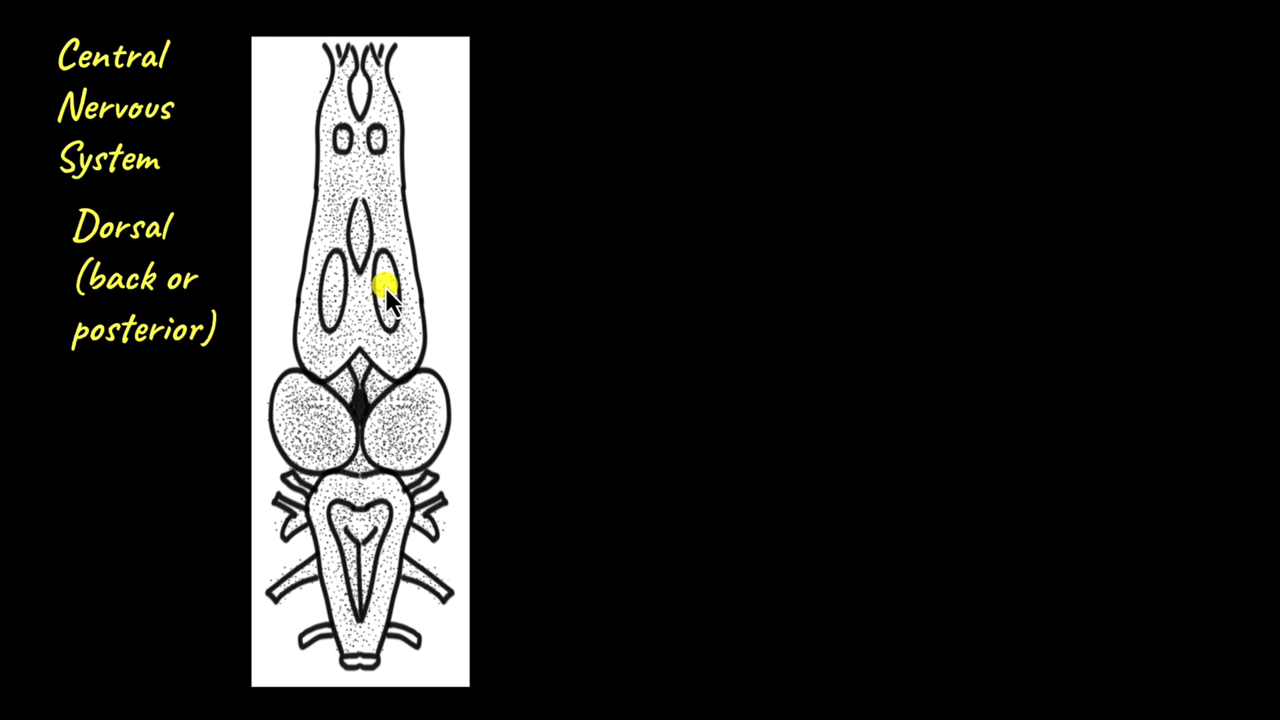 Central
Nervous
System
Dorsal
(back or
posterior)